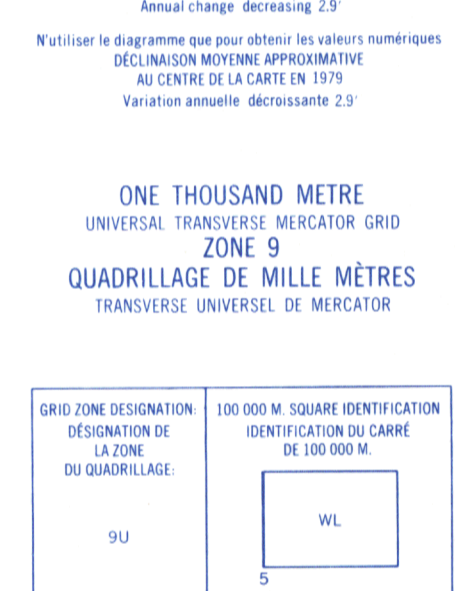 Annual change decreasing 2.9'
N'utiliser le diagramme que pour obtenir les valeurs numériques
DÉCLINAISON MOYENNE APPROXIMATIVE
AU CENTRE DE LA CARTE EN 1979
Variation annuelle décroissante 2.9'
ONE THOUSAND METRE
UNIVERSAL TRANSVERSE MERCATOR GRID
ZONE 9
QUADRILLAGE DE MILLE MÈTRES
TRANSVERSE UNIVERSEL DE MERCATOR
GRID ZONE DESIGNATION:
DÉSIGNATION DE
LA ZONE
DU QUADRILLAGE:
9U
100 000 M. SQUARE IDENTIFICATION
IDENTIFICATION DU CARRÉ
DE 100 000 M.
WL
5